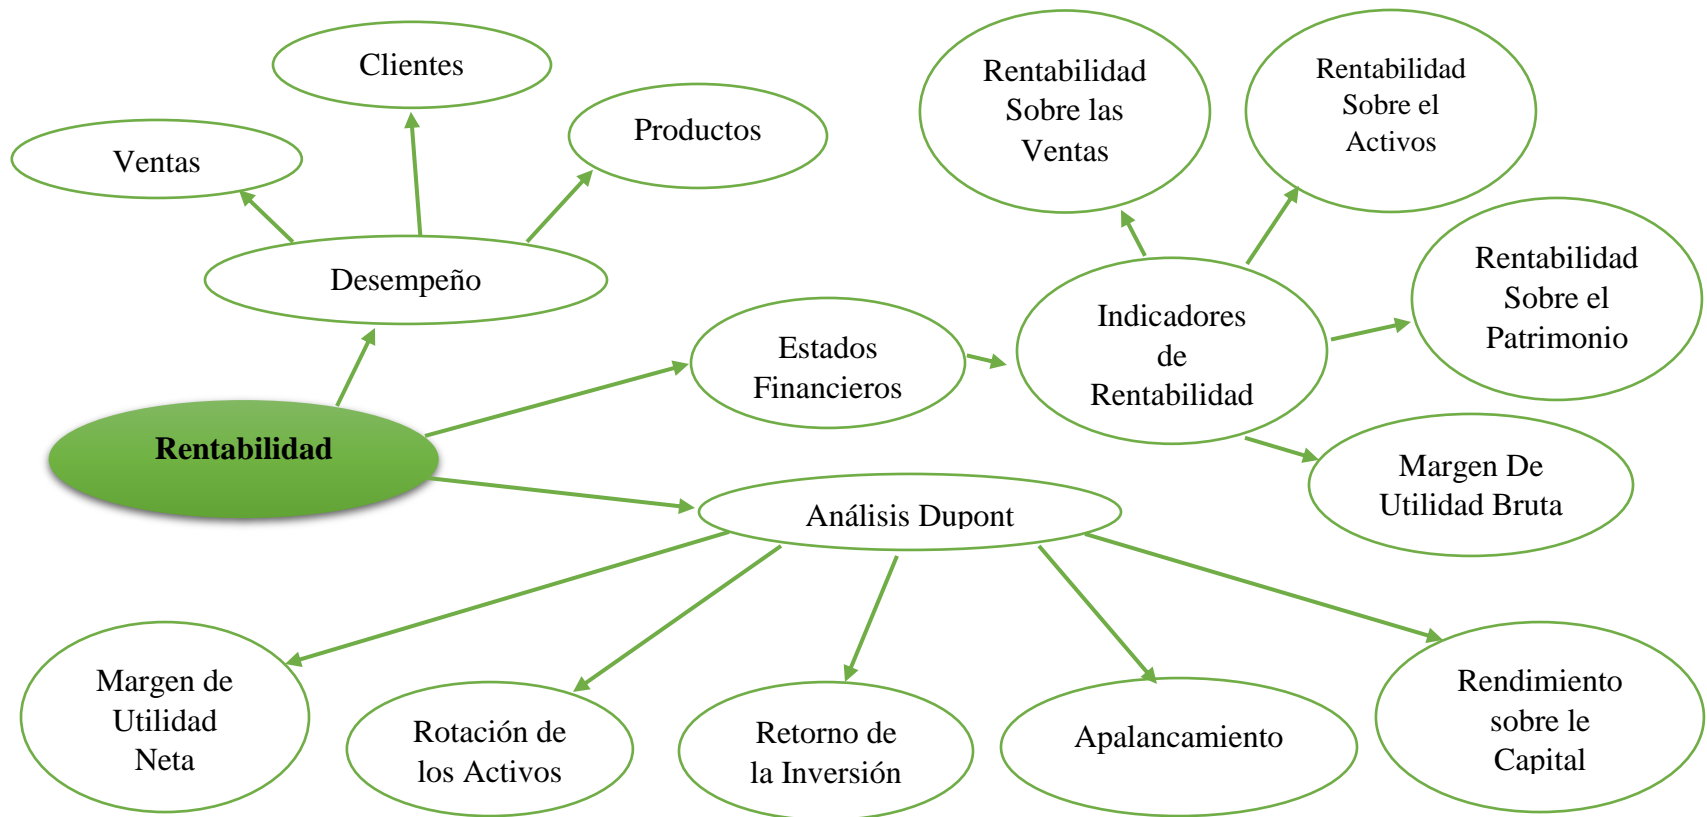 Clientes
Productos
Ventas
Desempeño
Rentabilidad
Sobre las
Ventas
Rentabilidad
Sobre el
Activos
Rentabilidad
Sobre el
Patrimonio
Indicadores
de
Rentabilidad
Estados
Financieros
Rentabilidad
Margen De
Utilidad Bruta
Análisis Dupont
Margen de
Utilidad
Neta
Rotación de
los Activos
Retorno de
la Inversión
Apalancamiento
Rendimiento
sobre le
Capital